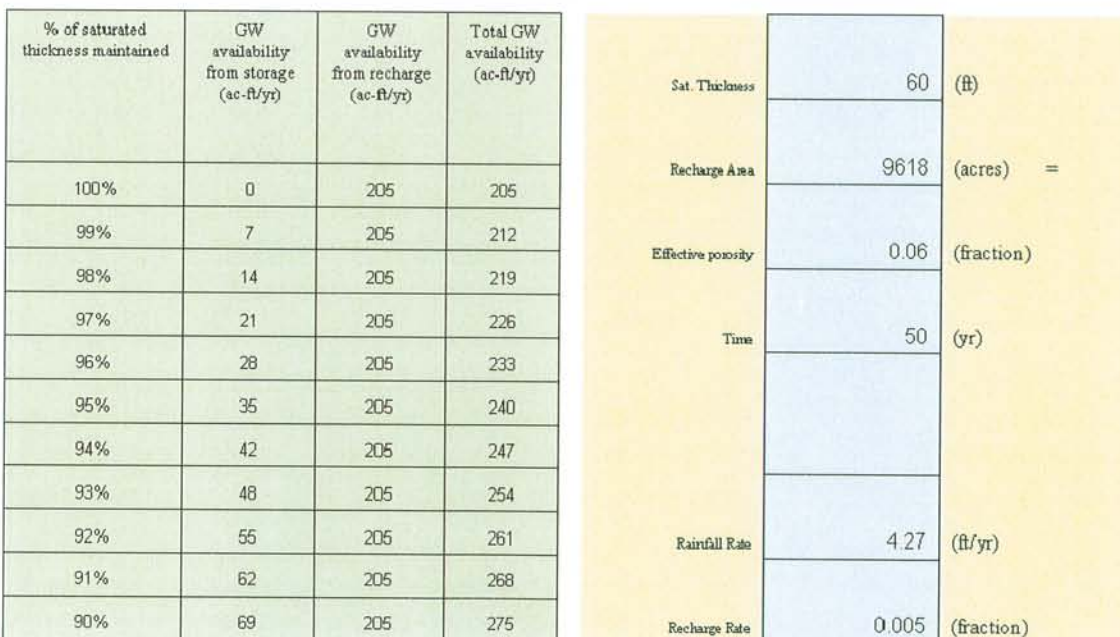 % of saturated
thickness maintained
GW
availability
from storage
(ac-ft/yr)
GW
availability
from recharge
(ac-ft/yr)
Total GW
availability
(ac-ft/yr)
100% 0 205 205
99% 7 205 212
98% 14 205 219
97% 21 205 226
96% 28 205 233
95% 35 205 240
94% 42 205 247
93% 48 205 254
92% 55 205 261
91% 62 205 268
90% 69 205 275
Sat. Thickness 60 (ft)
Recharge Area 9618 (acres) =
Effective porosity 0.06 (fraction)
Time 50 (yr)
Rainfall Rate 4.27 (ft/yr)
Recharge Rate 0.005 (fraction)